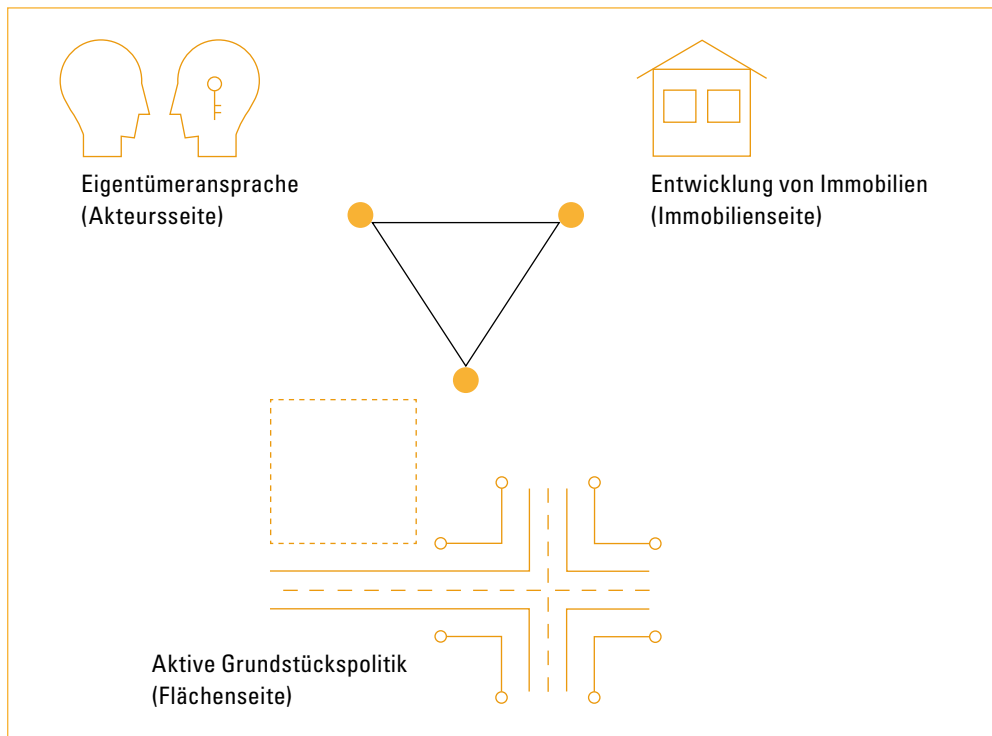 Eigentümeransprache
(Akteursseite)
Entwicklung von Immobilien
(Immobilienseite)
Aktive Grundstückspolitik
(Flächenseite)